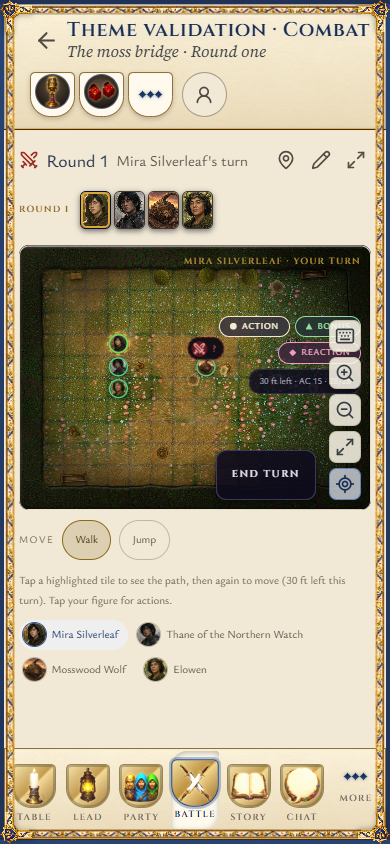 Theme validation · Combat
The moss bridge · Round one
Round 1 Mira Silverleaf's turn
ROUND 1
MIRA SILVERLEAF · YOUR TURN
ACTION
REACTION
30 ft left · AC 15 ·
END TURN
MOVE Walk Jump
Tap a highlighted tile to see the path, then again to move (30 ft left this
turn). Tap your figure for actions.
Mira Silverleaf Thane of the Northern Watch
Mosswood Wolf Elowen
TABLE LEAD PARTY BATTLE STORY CHAT MORE